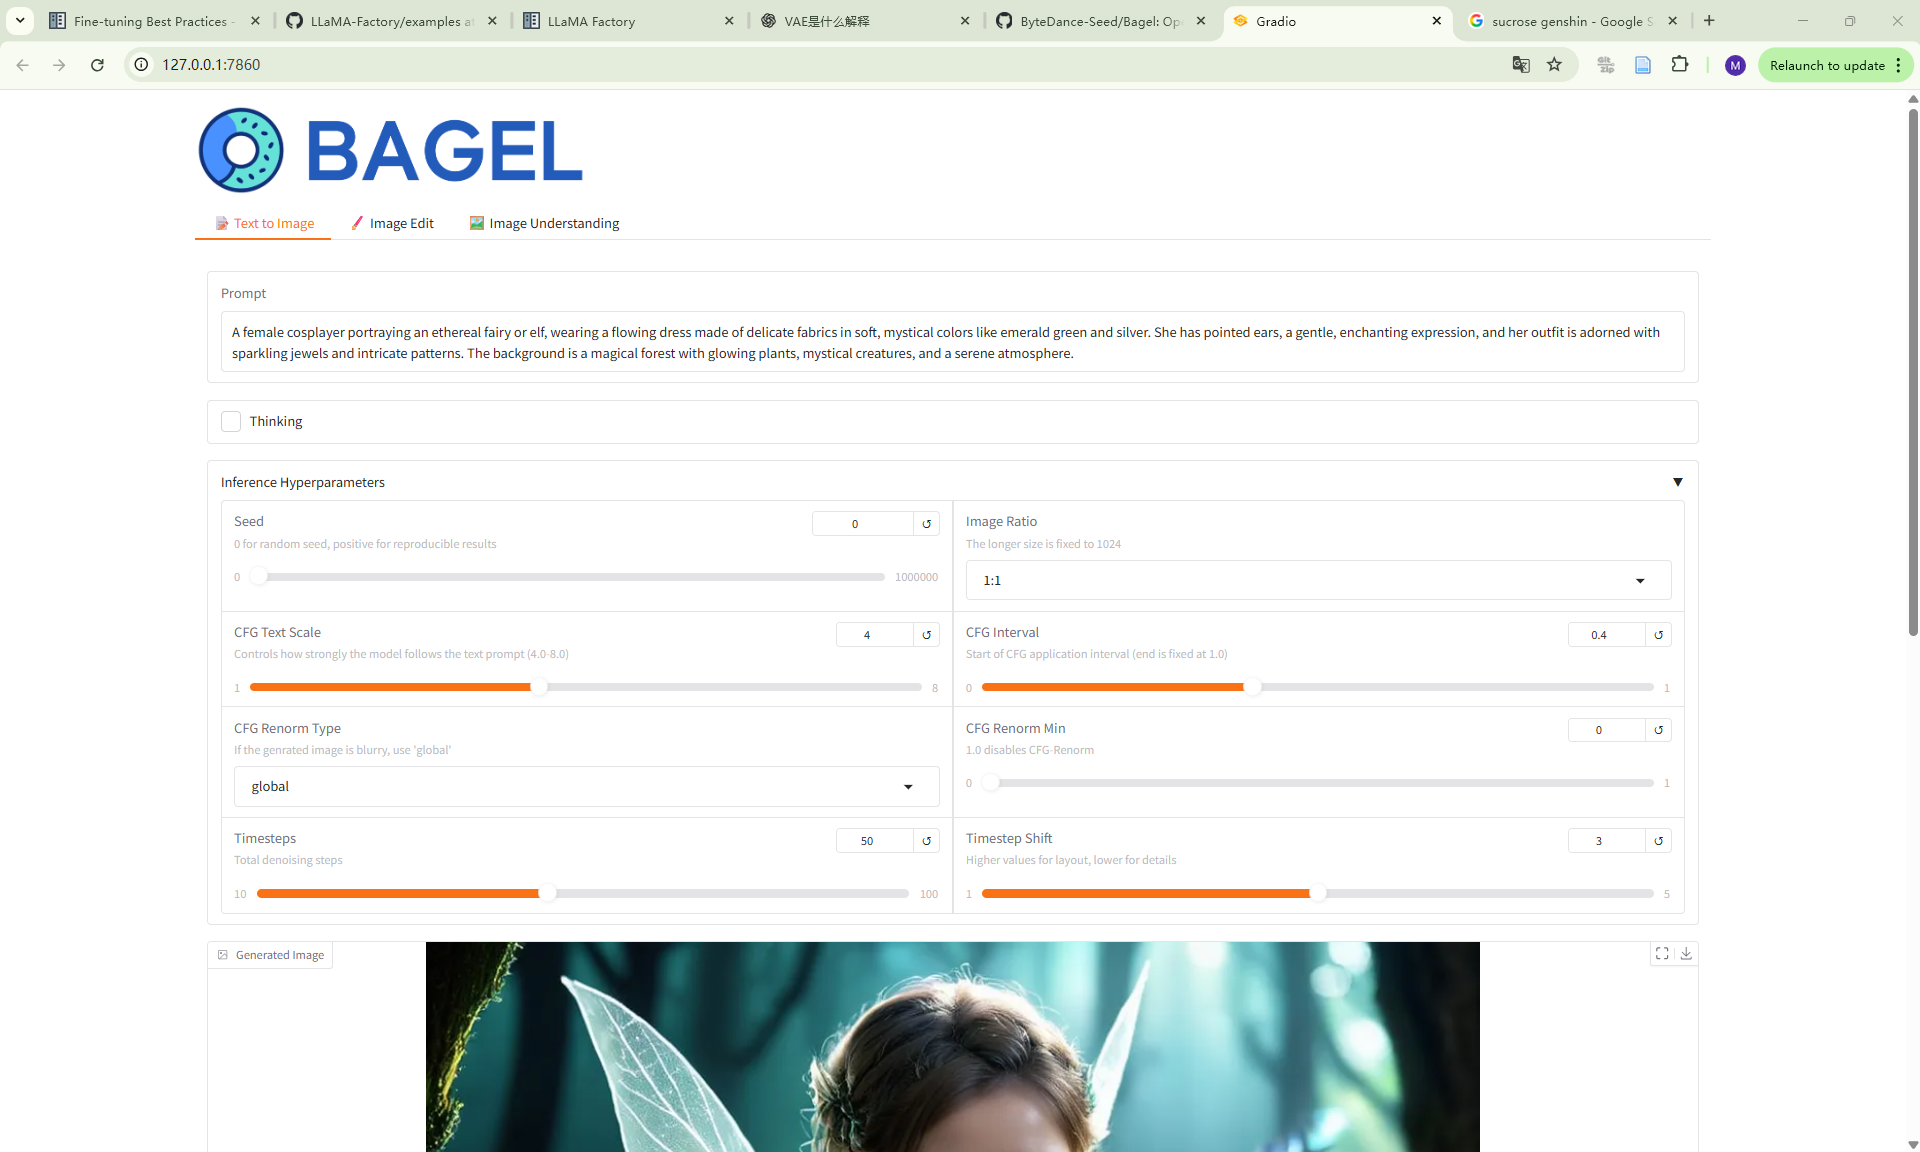 Fine-tuning Best Practices -
LLaMA-Factory/examples at
LLaMA Factory
VAE是什么解释
ByteDance-Seed/Bagel: Ope
Gradio
sucrose genshin - Google S
127.0.0.1:7860
Git
Zip
M
Relaunch to update
BAGEL
Text to Image
Image Edit
Image Understanding
Prompt
A female cosplayer portraying an ethereal fairy or elf, wearing a flowing dress made of delicate fabrics in soft, mystical colors like emerald green and silver. She has pointed ears, a gentle, enchanting expression, and her outfit is adorned with
sparkling jewels and intricate patterns. The background is a magical forest with glowing plants, mystical creatures, and a serene atmosphere.
Thinking
Inference Hyperparameters
Seed
0
0 for random seed, positive for reproducible results
0
1000000
Image Ratio
The longer size is fixed to 1024
1:1
CFG Text Scale
4
Controls how strongly the model follows the text prompt (4.0-8.0)
1
8
CFG Interval
0.4
Start of CFG application interval (end is fixed at 1.0)
0
1
CFG Renorm Type
If the genrated image is blurry, use 'global'
global
CFG Renorm Min
0
1.0 disables CFG-Renorm
0
1
Timesteps
50
Total denoising steps
10
100
Timestep Shift
3
Higher values for layout, lower for details
1
5
Generated Image